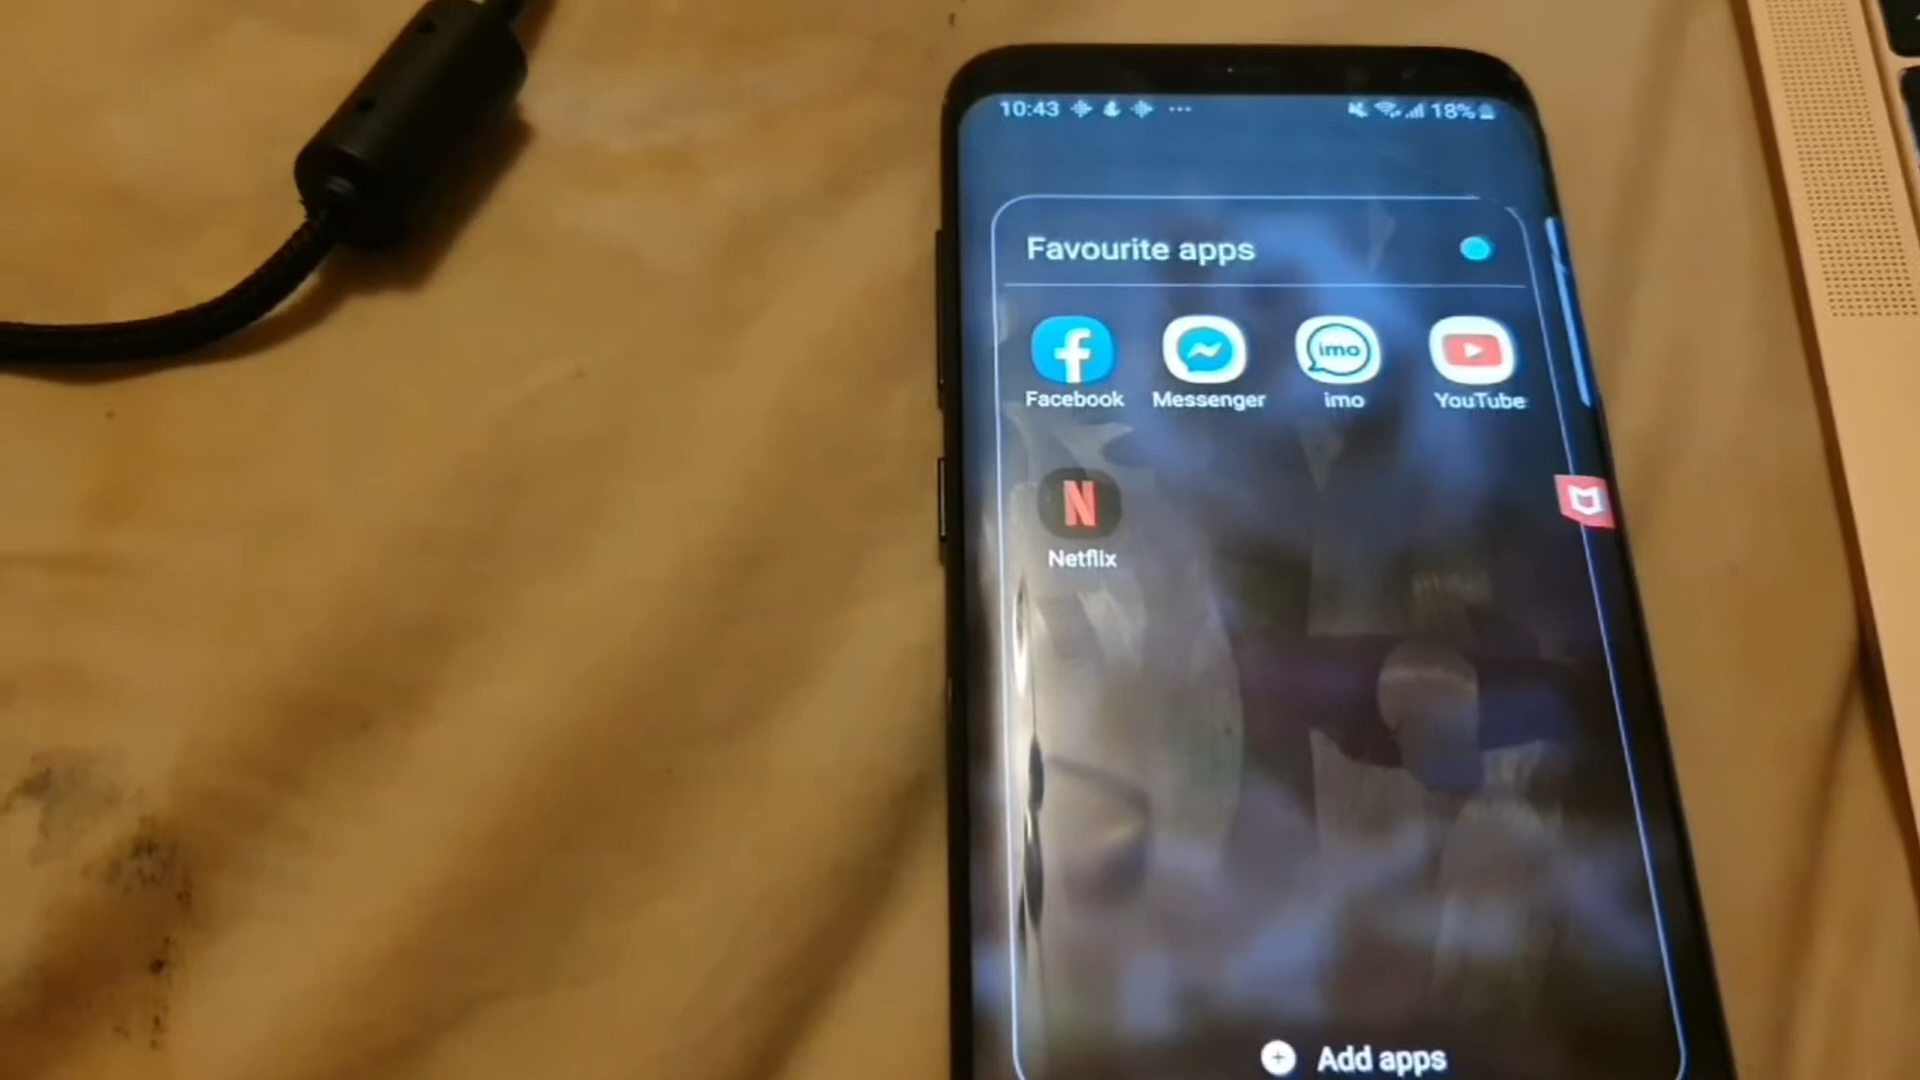 10:43 18%
Favourite apps
imo
Facebook Messenger imo YouTube
N
Netflix
Add apps